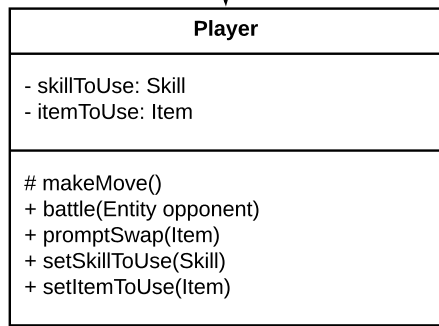 Player
- skillToUse: Skill
- itemToUse: Item
# makeMove()
+ battle(Entity opponent)
+ promptSwap(Item)
+ setSkillToUse(Skill)
+ setItemToUse(Item)